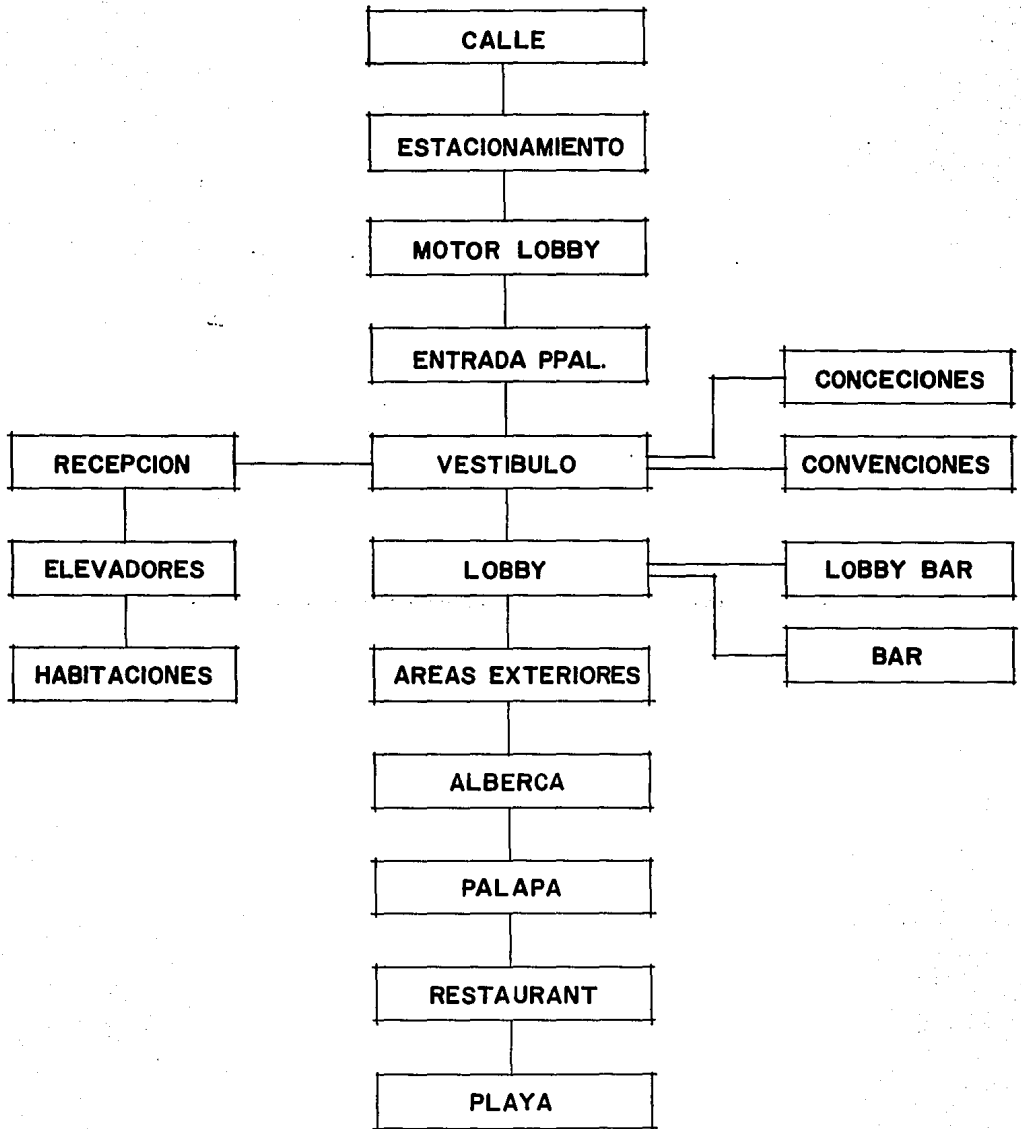 CALLE
ESTACIONAMIENTO
MOTOR LOBBY
ENTRADA PPAL.
CONCECIONES
RECEPCION
VESTIBULO
CONVENCIONES
ELEVADORES
LOBBY
LOBBY BAR
HABITACIONES
AREAS EXTERIORES
BAR
ALBERCA
PALAPA
RESTAURANT
PLAYA